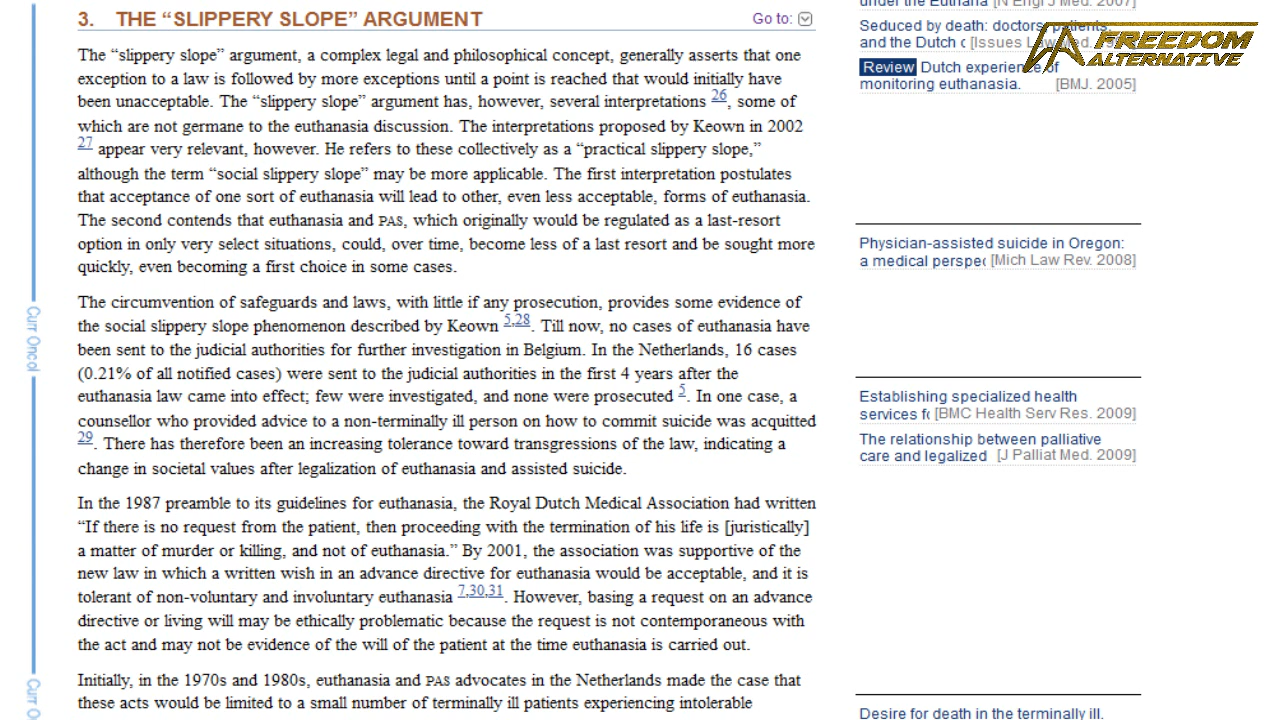 3. THE “SLIPPERY SLOPE” ARGUMENT
Go to:
The “slippery slope” argument, a complex legal and philosophical concept, generally asserts that one
exception to a law is followed by more exceptions until a point is reached that would initially have
been unacceptable. The “slippery slope” argument has, however, several interpretations 26, some of
which are not germane to the euthanasia discussion. The interpretations proposed by Keown in 2002
27 appear very relevant, however. He refers to these collectively as a “practical slippery slope,”
although the term “social slippery slope” may be more applicable. The first interpretation postulates
that acceptance of one sort of euthanasia will lead to other, even less acceptable, forms of euthanasia.
The second contends that euthanasia and PAS, which originally would be regulated as a last-resort
option in only very select situations, could, over time, become less of a last resort and be sought more
quickly, even becoming a first choice in some cases.
The circumvention of safeguards and laws, with little if any prosecution, provides some evidence of
the social slippery slope phenomenon described by Keown 5,28. Till now, no cases of euthanasia have
been sent to the judicial authorities for further investigation in Belgium. In the Netherlands, 16 cases
(0.21% of all notified cases) were sent to the judicial authorities in the first 4 years after the
euthanasia law came into effect; few were investigated, and none were prosecuted 5. In one case, a
counsellor who provided advice to a non-terminally ill person on how to commit suicide was acquitted
29. There has therefore been an increasing tolerance toward transgressions of the law, indicating a
change in societal values after legalization of euthanasia and assisted suicide.
In the 1987 preamble to its guidelines for euthanasia, the Royal Dutch Medical Association had written
“If there is no request from the patient, then proceeding with the termination of his life is [juristically]
a matter of murder or killing, and not of euthanasia.” By 2001, the association was supportive of the
new law in which a written wish in an advance directive for euthanasia would be acceptable, and it is
tolerant of non-voluntary and involuntary euthanasia 7,30,31. However, basing a request on an advance
directive or living will may be ethically problematic because the request is not contemporaneous with
the act and may not be evidence of the will of the patient at the time euthanasia is carried out.
Initially, in the 1970s and 1980s, euthanasia and PAS advocates in the Netherlands made the case that
these acts would be limited to a small number of terminally ill patients experiencing intolerable
Curr Oncol
Curr O
under the Euthana [N Engl J Med. 2007]
Seduced by death: doctors, patients,
and the Dutch c [Issues Law Med.
Review Dutch experience of
monitoring euthanasia. [BMJ. 2005]
Physician-assisted suicide in Oregon:
a medical perspec [Mich Law Rev. 2008]
Establishing specialized health
services fo [BMC Health Serv Res. 2009]
The relationship between palliative
care and legalized [J Palliat Med. 2009]
Desire for death in the terminally ill.
FREEDOM
ALTERNATIVE